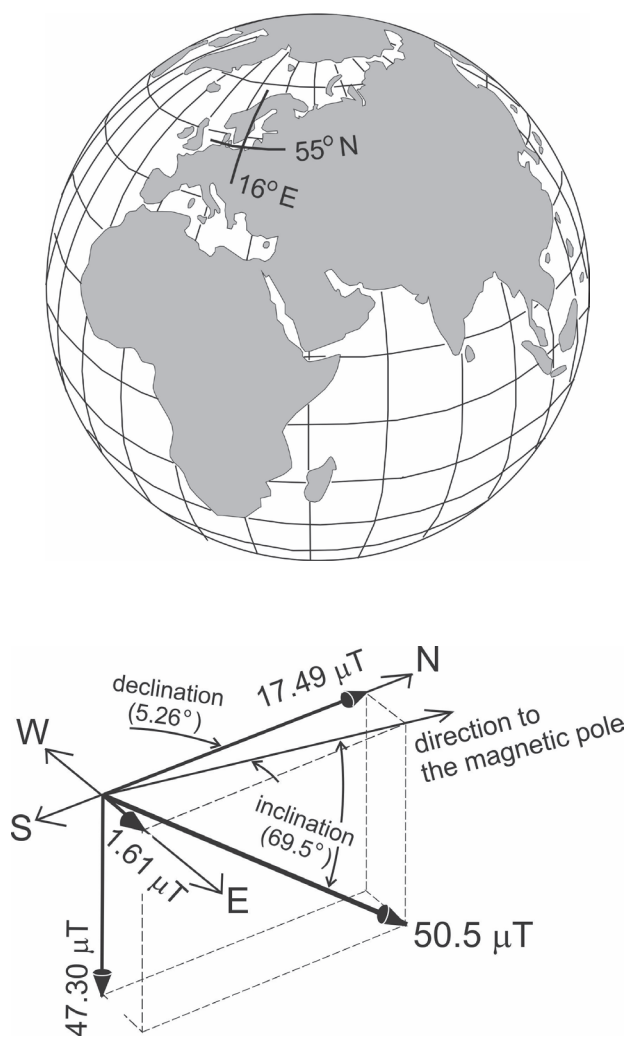 55° N
16° E
N
17.49 µT
declination
(5.26°)
direction to
the magnetic pole
W
S
inclination
(69.5°)
1.61 µT
E
50.5 µT
47.30 µT